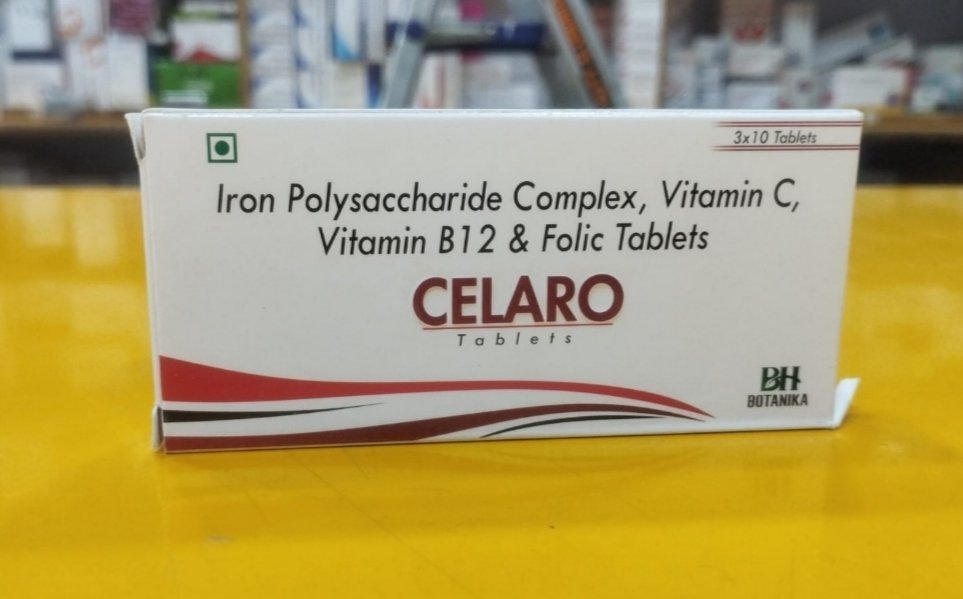 3x10 Tablets
Iron Polysaccharide Complex, Vitamin C,
Vitamin B12 & Folic Tablets
CELARO
Tablets
BH
BOTANIKA